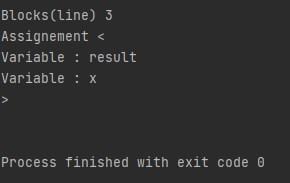 Blocks(line) 3
Assignement <
Variable : result
Variable : x
>
Process finished with exit code 0